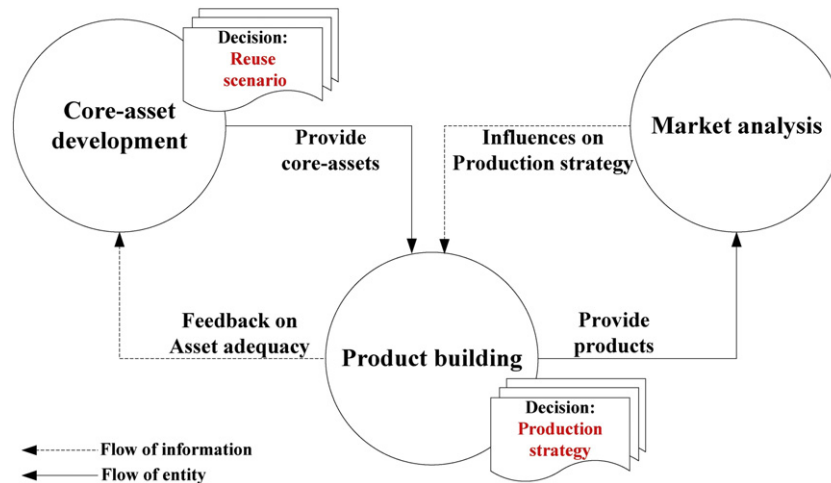 Decision:
Reuse
scenario
Core-asset
development
Market analysis
Provide
core-assets
Influences on
Production strategy
Feedback on
Asset adequacy
Product building
Provide
products
Decision:
Production
strategy
Flow of information
Flow of entity